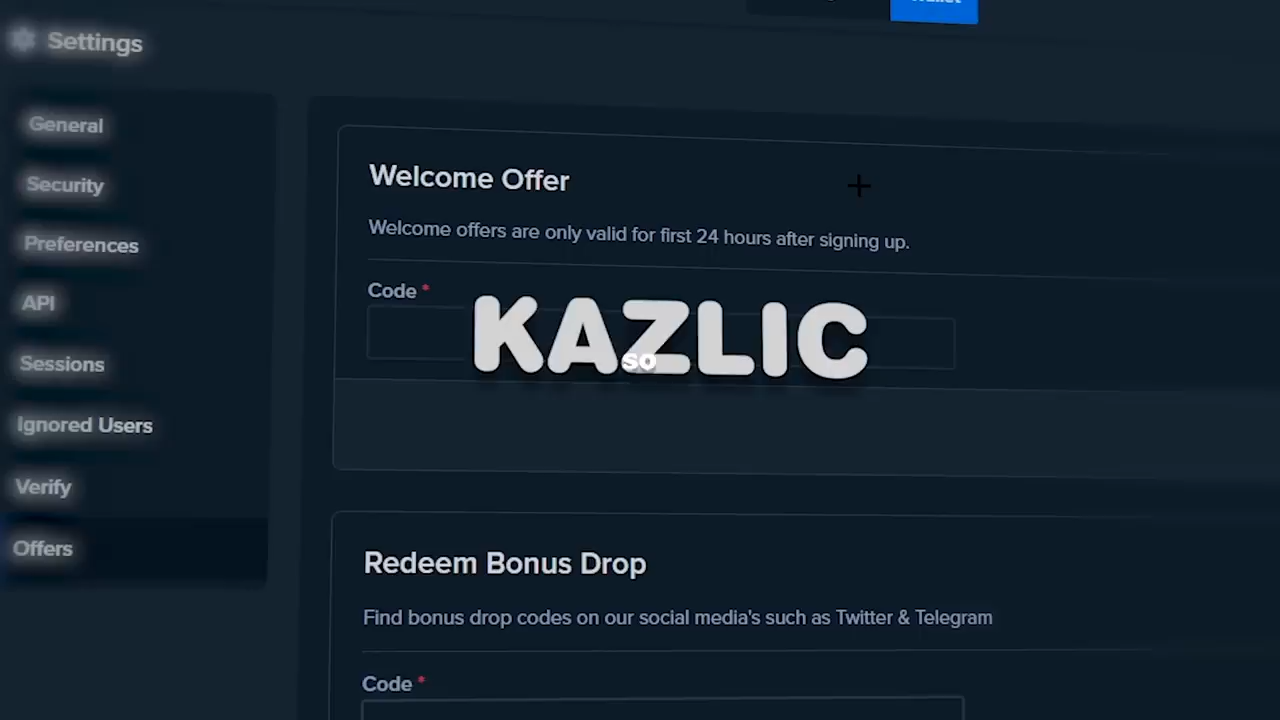 Settings
General
Security
Preferences
API
Sessions
Ignored Users
Verify
Offers
Welcome Offer
Welcome offers are only valid for first 24 hours after signing up.
Code *
KAZLIC
so
Redeem Bonus Drop
Find bonus drop codes on our social media's such as Twitter & Telegram
Code *